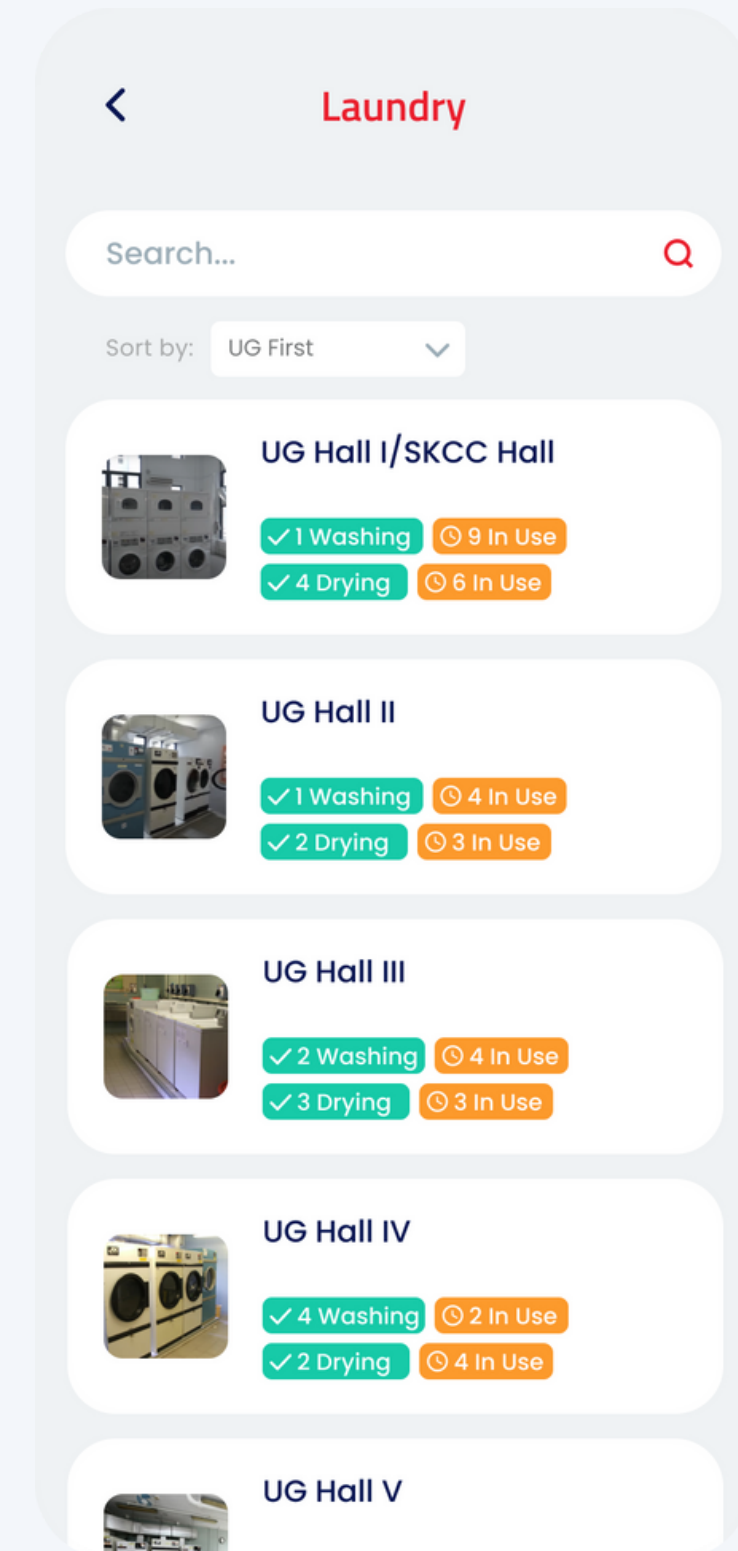 Laundry
Search...
Sort by: UG First
UG Hall I/SKCC Hall
1 Washing 9 In Use
4 Drying 6 In Use
UG Hall II
1 Washing 4 In Use
2 Drying 3 In Use
UG Hall III
2 Washing 4 In Use
3 Drying 3 In Use
UG Hall IV
4 Washing 2 In Use
2 Drying 4 In Use
UG Hall V